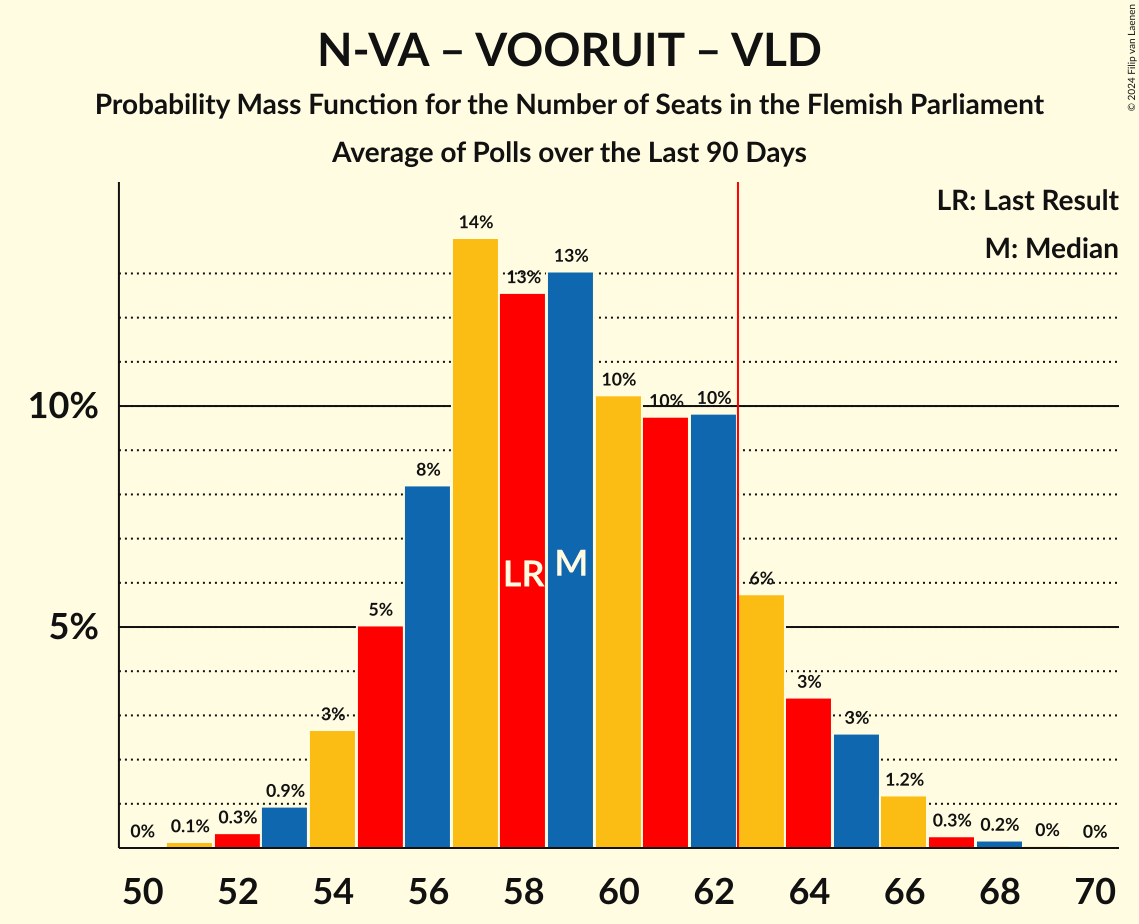 N-VA – VOORUIT – VLD
Probability Mass Function for the Number of Seats in the Flemish Parliament
Average of Polls over the Last 90 Days
© 2024 Filip van Laenen
LR: Last Result
M: Median
14%
13%
13%
10%
10%
10%
10%
8%
LR
M
6%
5%
5%
3%
3%
3%
0.9%
1.2%
0%
0.1%
0.3%
0.3%
0.2%
0%
0%
50 52 54 56 58 60 62 64 66 68 70